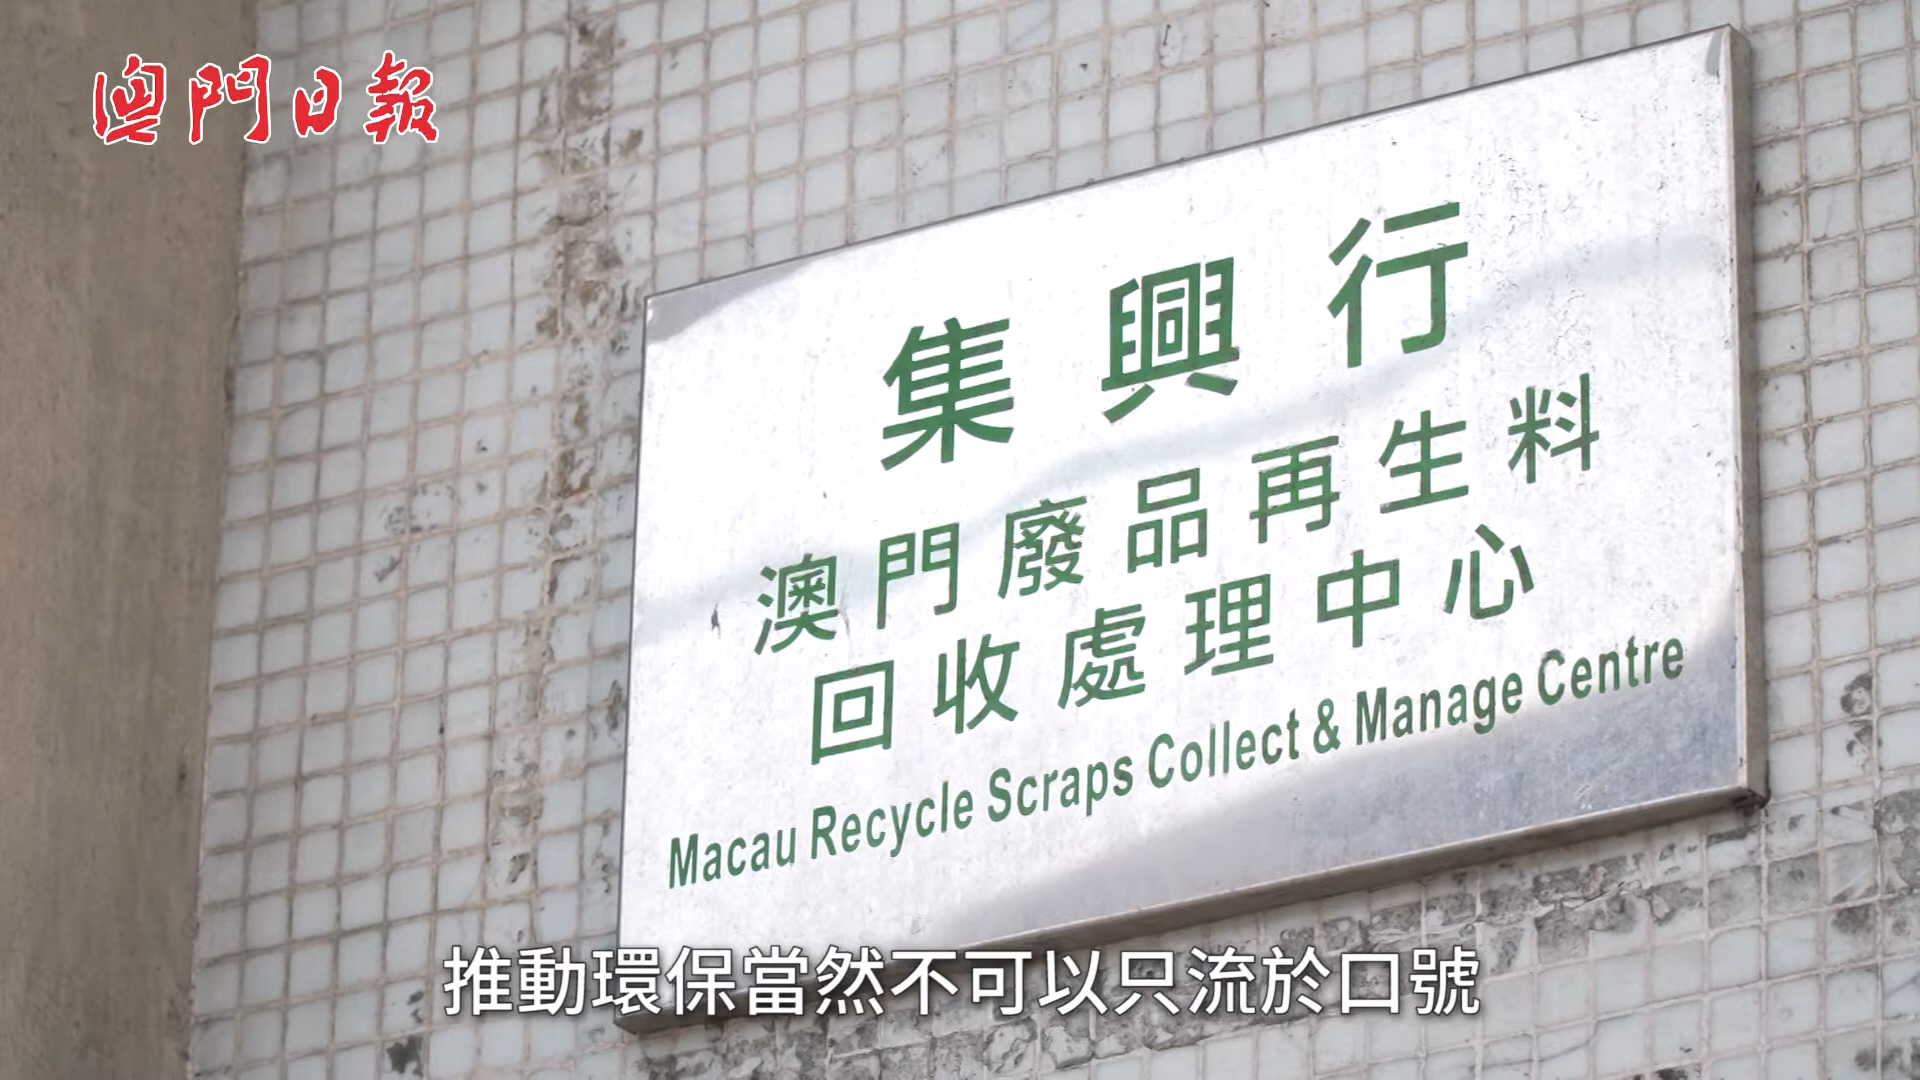 澳門日報
集興行
澳門廢品再生料
回收處理中心
Macau Recycle Scraps Collect & Manage Centre
推動環保當然不可以只流於口號